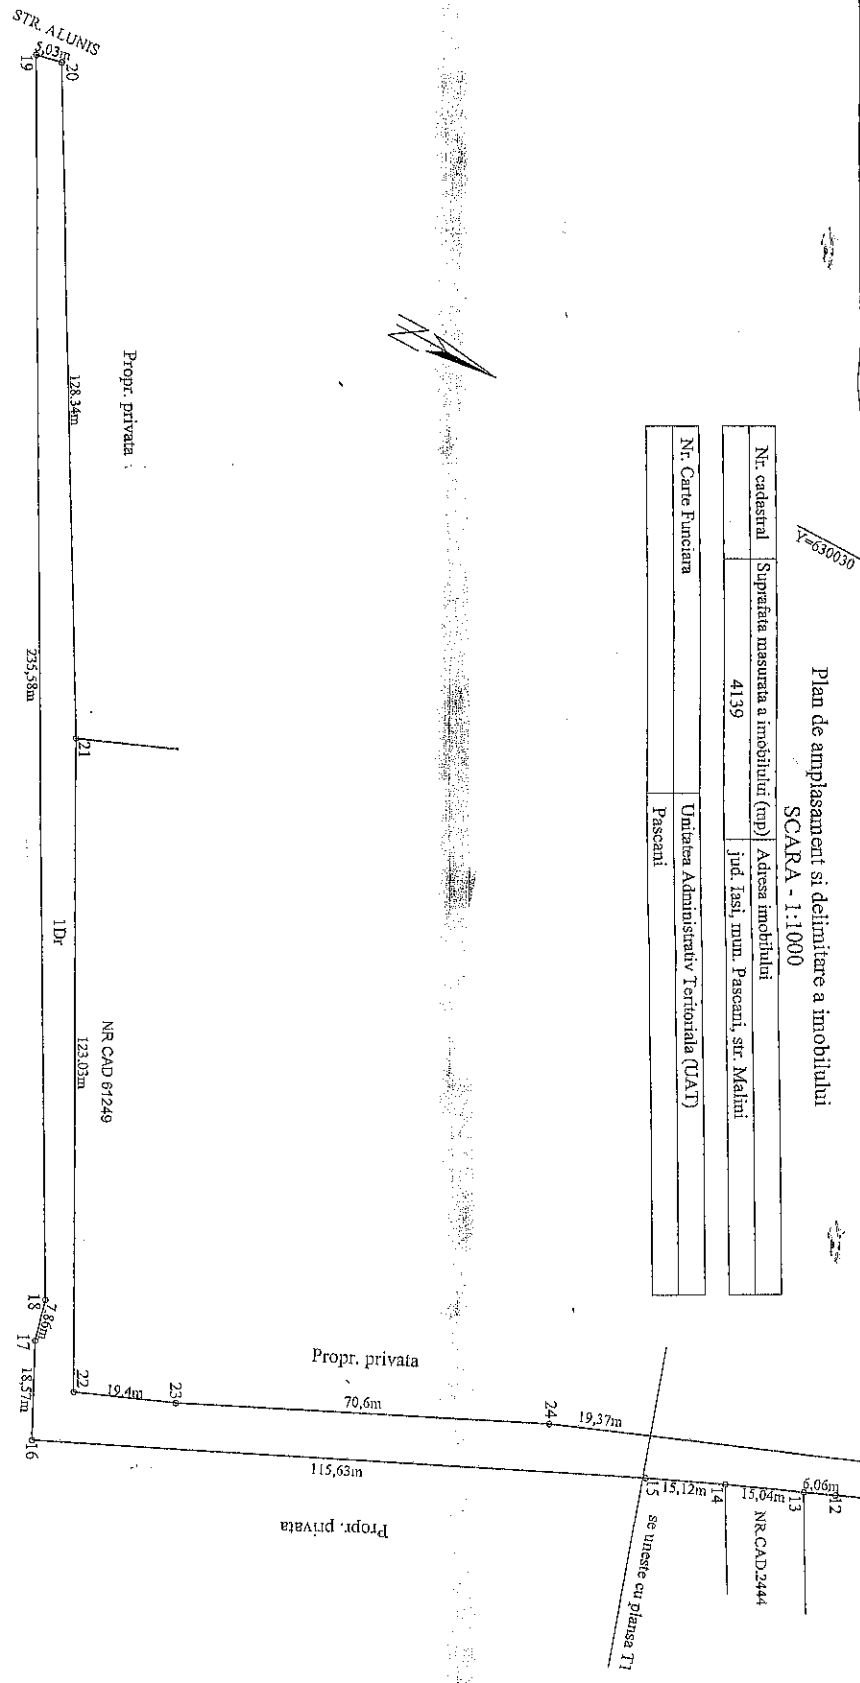 Plan de amplasament si delimitare a imobilului
SCARA - 1:1000
Y=630030
Nr. cadastral
Suprafata masurata a imobilului (mp)
Adresa imobilului
4139
jud. Iasi, mun. Pascani, str. Malini
Nr. Carte Funciara
Unitatea Administrativ Teritoriala (UAT)
Pascani
N
STR. ALUNIS
5,03m
19
20
128.34m
Propr. privata
235,58m
21
1Dr
123.03m
NR CAD 61249
18
7,86m
17
18,57m
16
22
19.4m
23
70,6m
24
19,37m
Propr. privata
115,63m
Propr. privata
15
15,12m
14
15,04m
13
6,06m
12
NR.CAD.2444
se uneste cu plansa T1